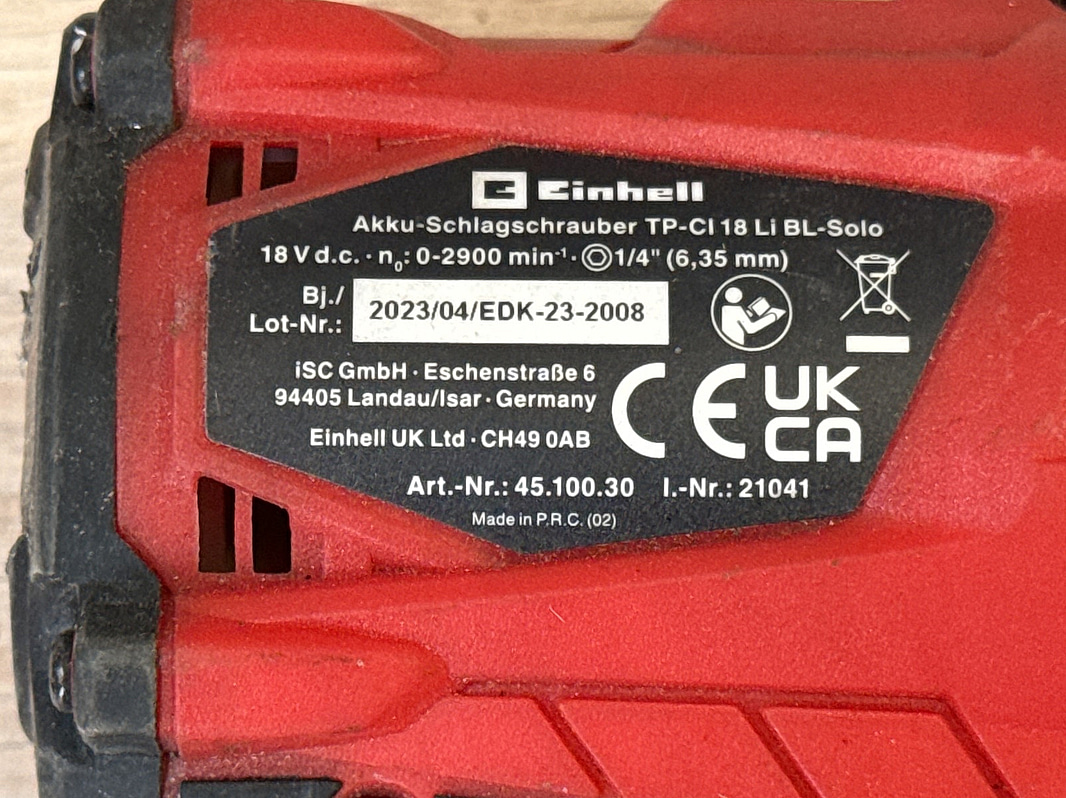 Einhell
Akku-Schlagschrauber TP-CI 18 Li BL-Solo
18 V d.c. · n₀: 0-2900 min⁻¹ · 1/4" (6,35 mm)
Bj./
Lot-Nr.: 2023/04/EDK-23-2008
iSC GmbH · Eschenstraße 6
94405 Landau/Isar · Germany
Einhell UK Ltd · CH49 0AB
CE UK
CA
Art.-Nr.: 45.100.30 I.-Nr.: 21041
Made in P.R.C. (02)